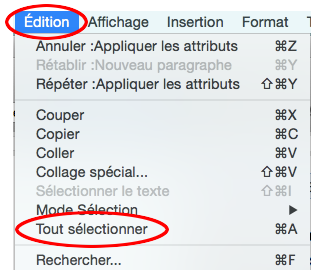 Édition Affichage Insertion Format T
Annuler :Appliquer les attributs ⌘Z
Rétablir :Nouveau paragraphe ⌘Y
Répéter :Appliquer les attributs ⇧⌘Y
Couper ⌘X
Copier ⌘C
Coller ⌘V
Collage spécial... ⇧⌘V
Sélectionner le texte ⇧⌘I
Mode Sélection ▶
Tout sélectionner ⌘A
Rechercher... ⌘F